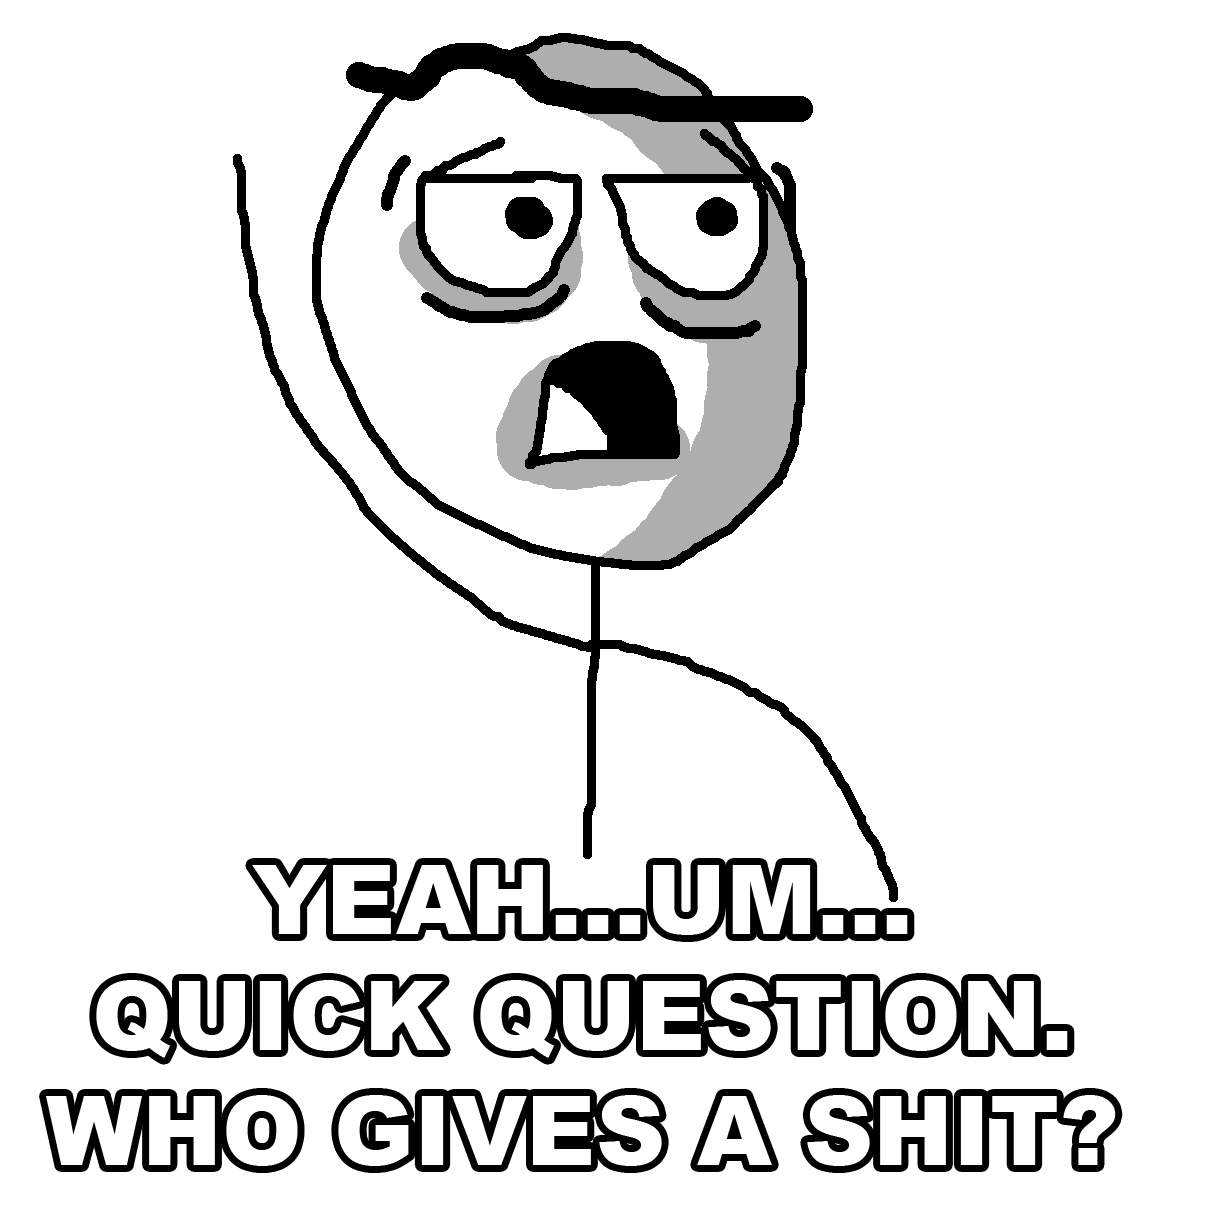 YEAH...UM...
QUICK QUESTION.
WHO GIVES A SHIT?